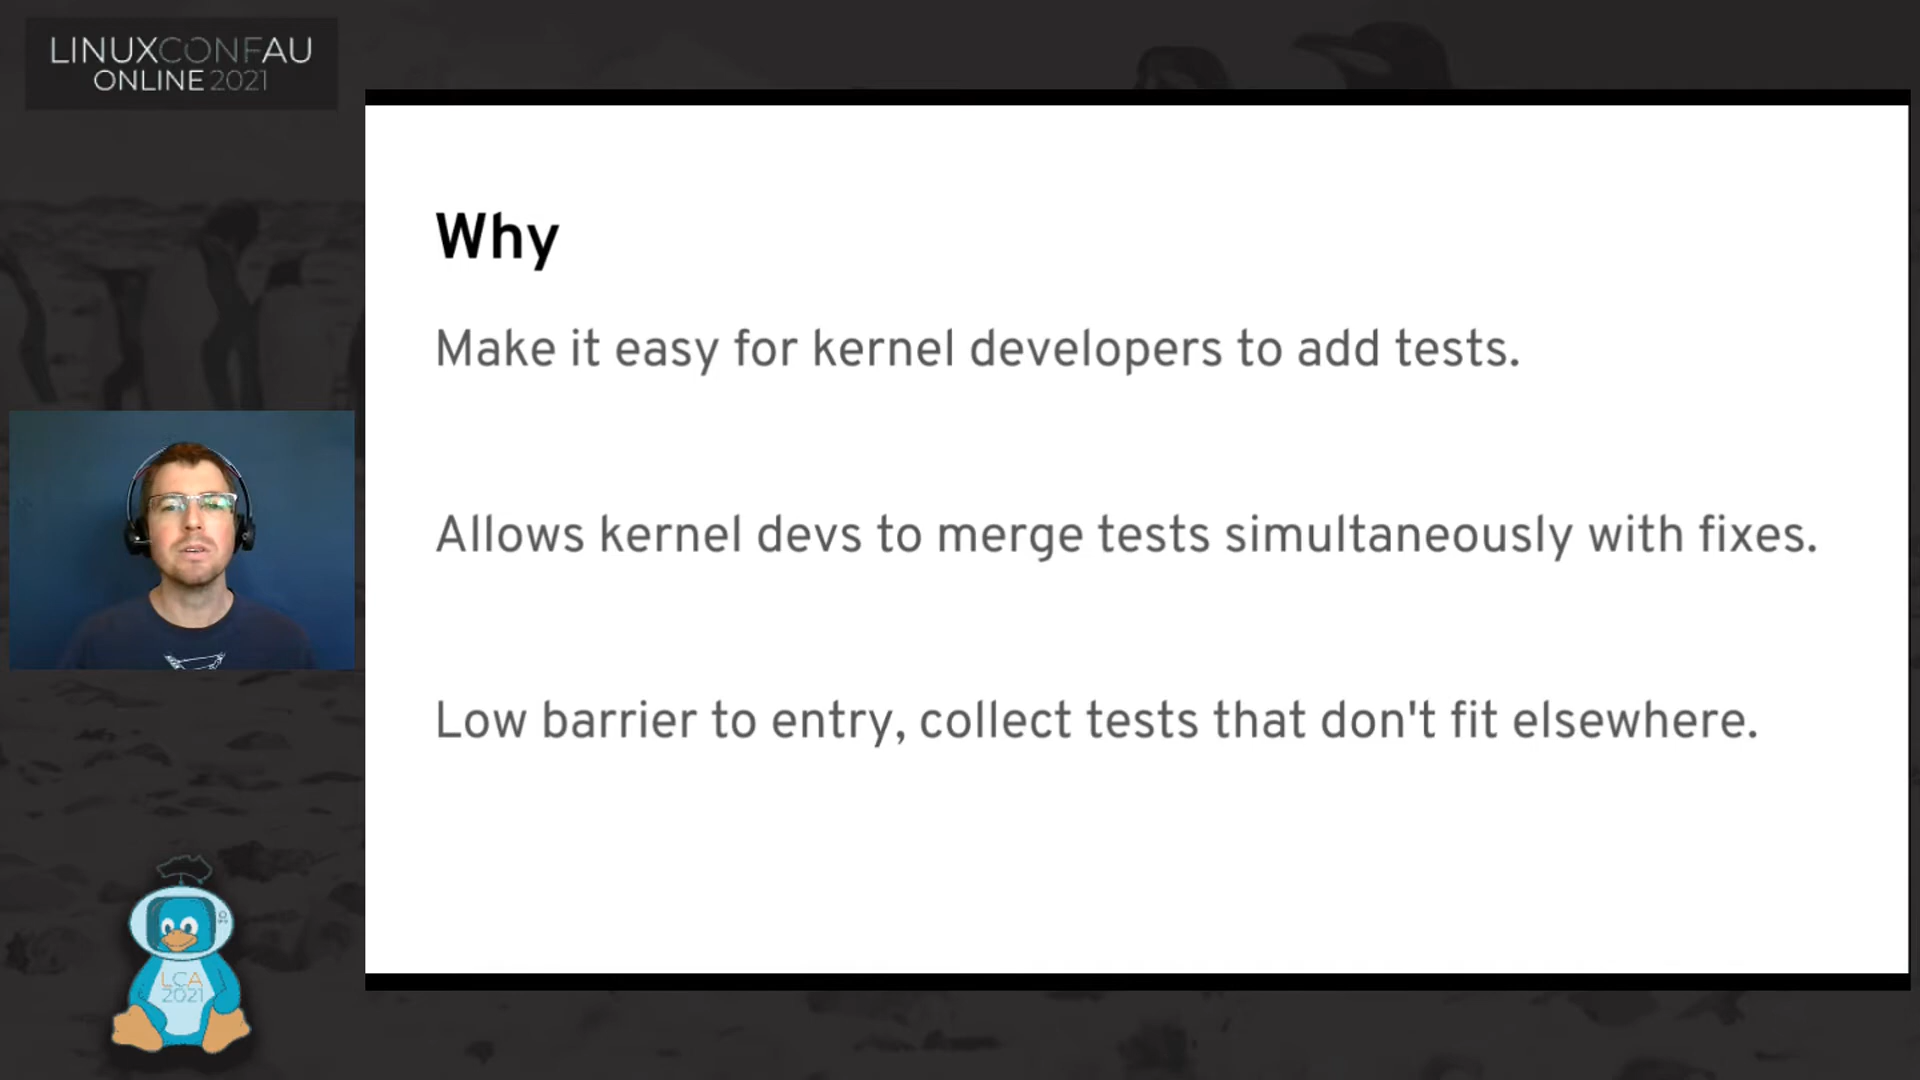 LINUXCONFAU
ONLINE 2021
Why
Make it easy for kernel developers to add tests.
Allows kernel devs to merge tests simultaneously with fixes.
Low barrier to entry, collect tests that don't fit elsewhere.
LCA
2021